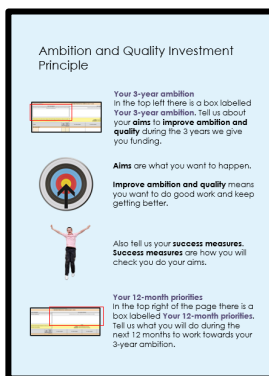 Ambition and Quality Investment
Principle
Your 3-year ambition
In the top left there is a box labelled
Your 3-year ambition. Tell us about
your aims to improve ambition and
quality during the 3 years we give
you funding.
Aims are what you want to happen.
Improve ambition and quality means
you want to do good work and keep
getting better.
Also tell us your success measures.
Success measures are how you will
check you do your aims.
Your 12-month priorities
In the top right of the page there is a
box labelled Your 12-month priorities.
Tell us what you will do during the
next 12 months to work towards your
3-year ambition.